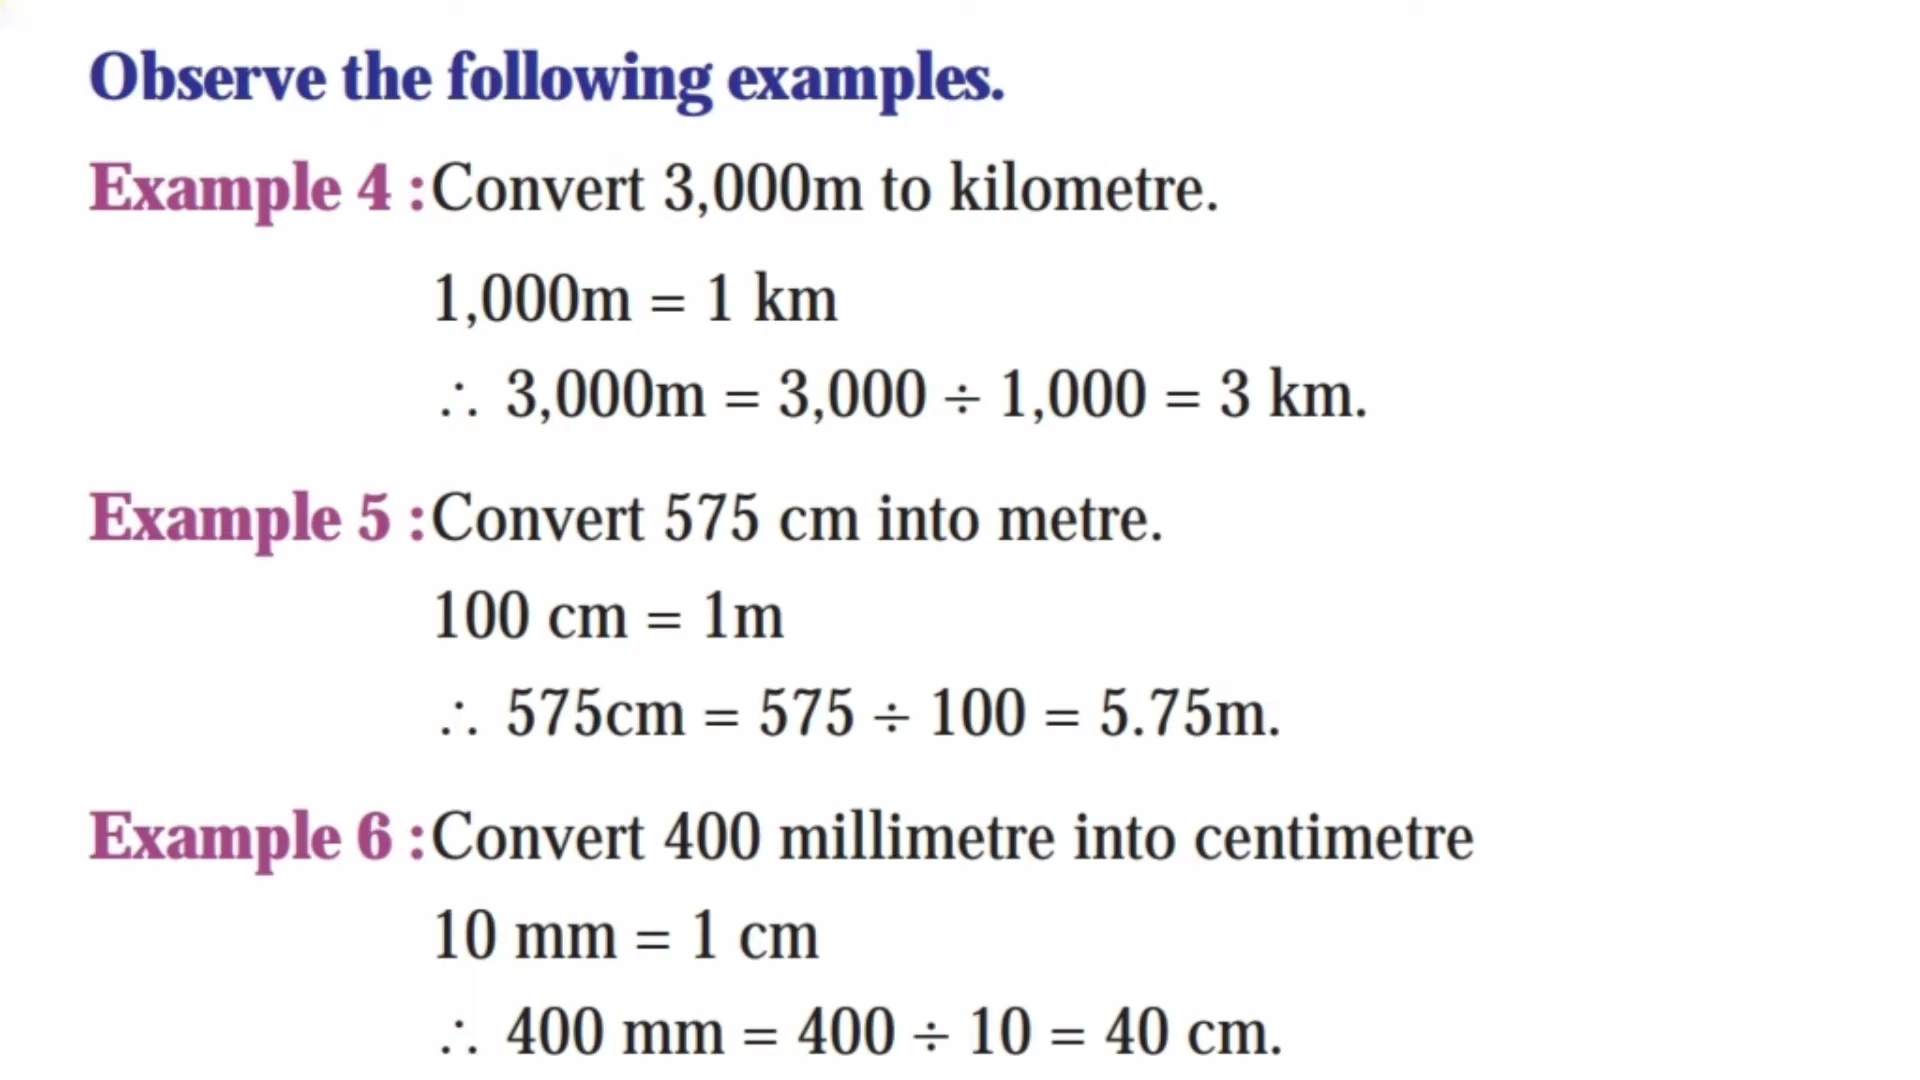 Observe the following examples.
Example 4 : Convert 3,000m to kilometre.
1,000m = 1 km
∴ 3,000m = 3,000 ÷ 1,000 = 3 km.
Example 5 : Convert 575 cm into metre.
100 cm = 1m
∴ 575cm = 575 ÷ 100 = 5.75m.
Example 6 : Convert 400 millimetre into centimetre
10 mm = 1 cm
∴ 400 mm = 400 ÷ 10 = 40 cm.